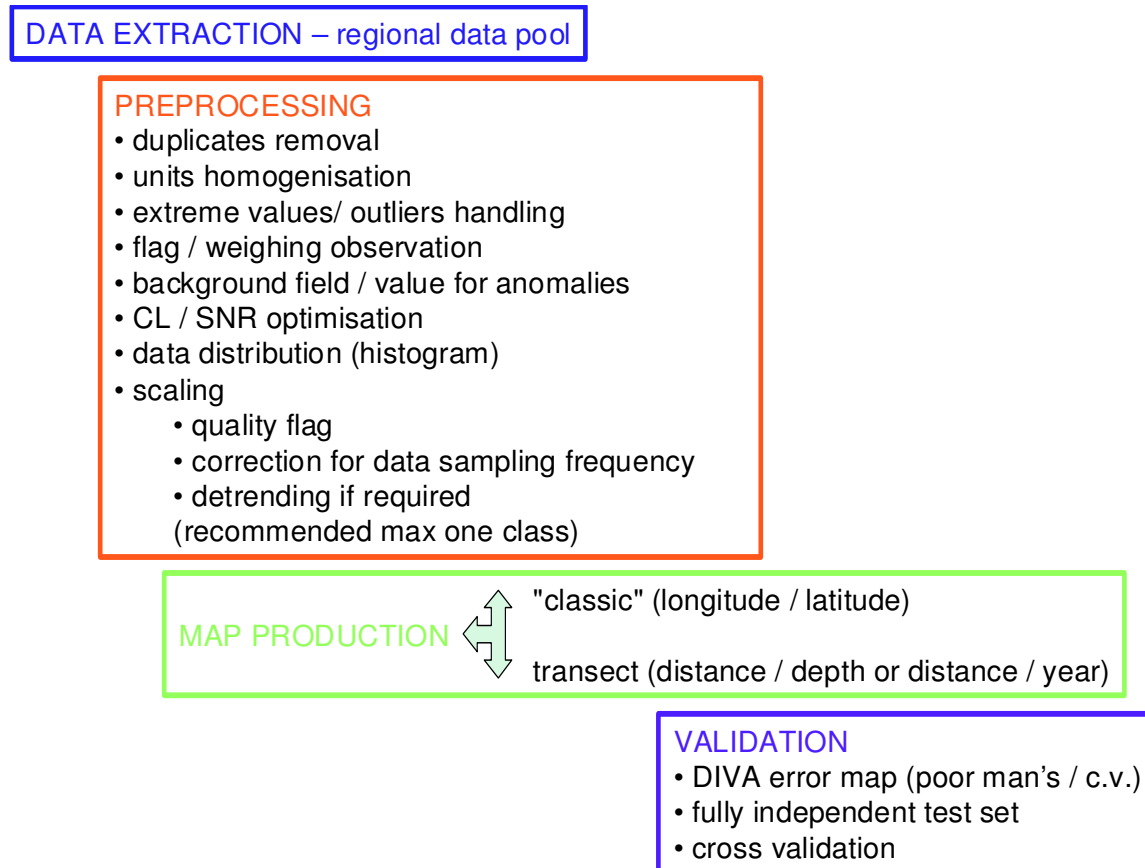 DATA EXTRACTION – regional data pool
PREPROCESSING
• duplicates removal
• units homogenisation
• extreme values/ outliers handling
• flag / weighing observation
• background field / value for anomalies
• CL / SNR optimisation
• data distribution (histogram)
• scaling
• quality flag
• correction for data sampling frequency
• detrending if required
(recommended max one class)
"classic" (longitude / latitude)
MAP PRODUCTION
transect (distance / depth or distance / year)
VALIDATION
• DIVA error map (poor man's / c.v.)
• fully independent test set
• cross validation